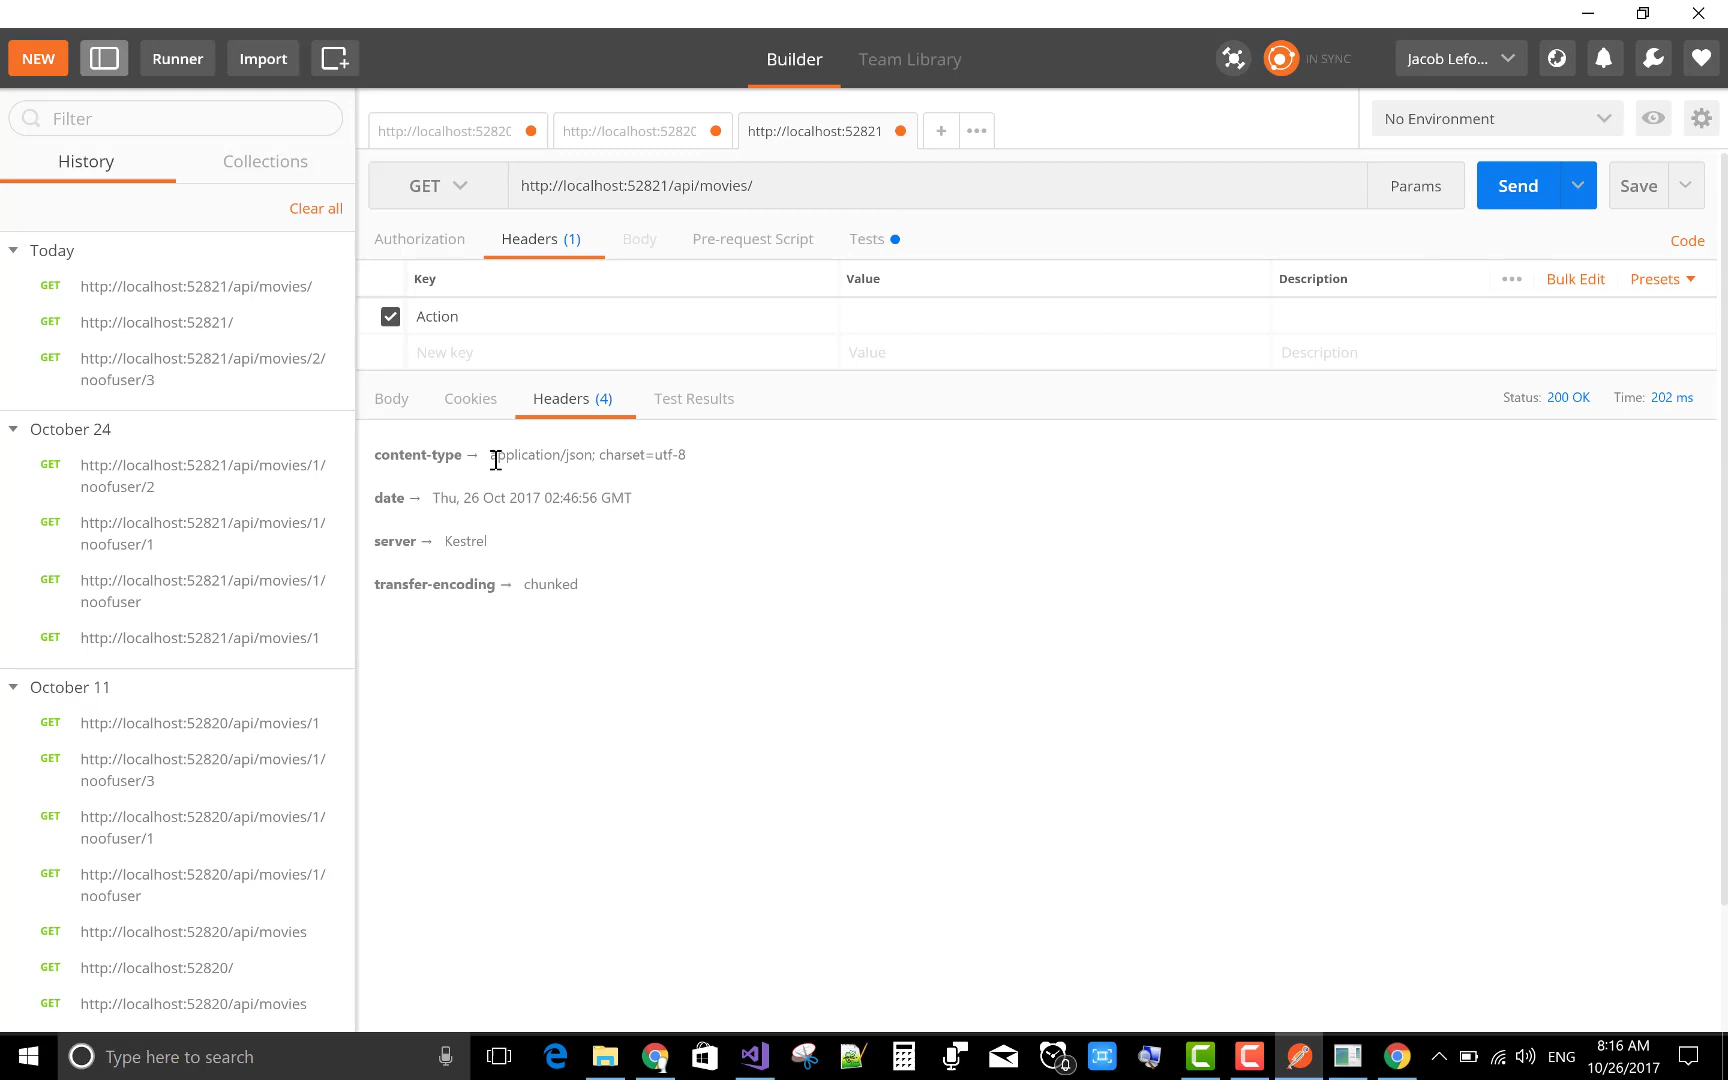 NEW
Runner
Import
Builder
Team Library
IN SYNC
Jacob Lefo...
Filter
History
Collections
Clear all
Today
GET http://localhost:52821/api/movies/
GET http://localhost:52821/
GET http://localhost:52821/api/movies/2/
noofuser/3
October 24
GET http://localhost:52821/api/movies/1/
noofuser/2
GET http://localhost:52821/api/movies/1/
noofuser/1
GET http://localhost:52821/api/movies/1/
noofuser
GET http://localhost:52821/api/movies/1
October 11
GET http://localhost:52820/api/movies/1
GET http://localhost:52820/api/movies/1/
noofuser/3
GET http://localhost:52820/api/movies/1/
noofuser/1
GET http://localhost:52820/api/movies/1/
noofuser
GET http://localhost:52820/api/movies
GET http://localhost:52820/
GET http://localhost:52820/api/movies
http://localhost:52820
http://localhost:52820
http://localhost:52821
No Environment
GET
http://localhost:52821/api/movies/
Params
Send
Save
Authorization
Headers (1)
Body
Pre-request Script
Tests
Code
Key
Value
Description
Bulk Edit
Presets
Action
New key
Value
Description
Body
Cookies
Headers (4)
Test Results
Status: 200 OK
Time: 202 ms
content-type → application/json; charset=utf-8
date → Thu, 26 Oct 2017 02:46:56 GMT
server → Kestrel
transfer-encoding → chunked
Type here to search
ENG
8:16 AM
10/26/2017